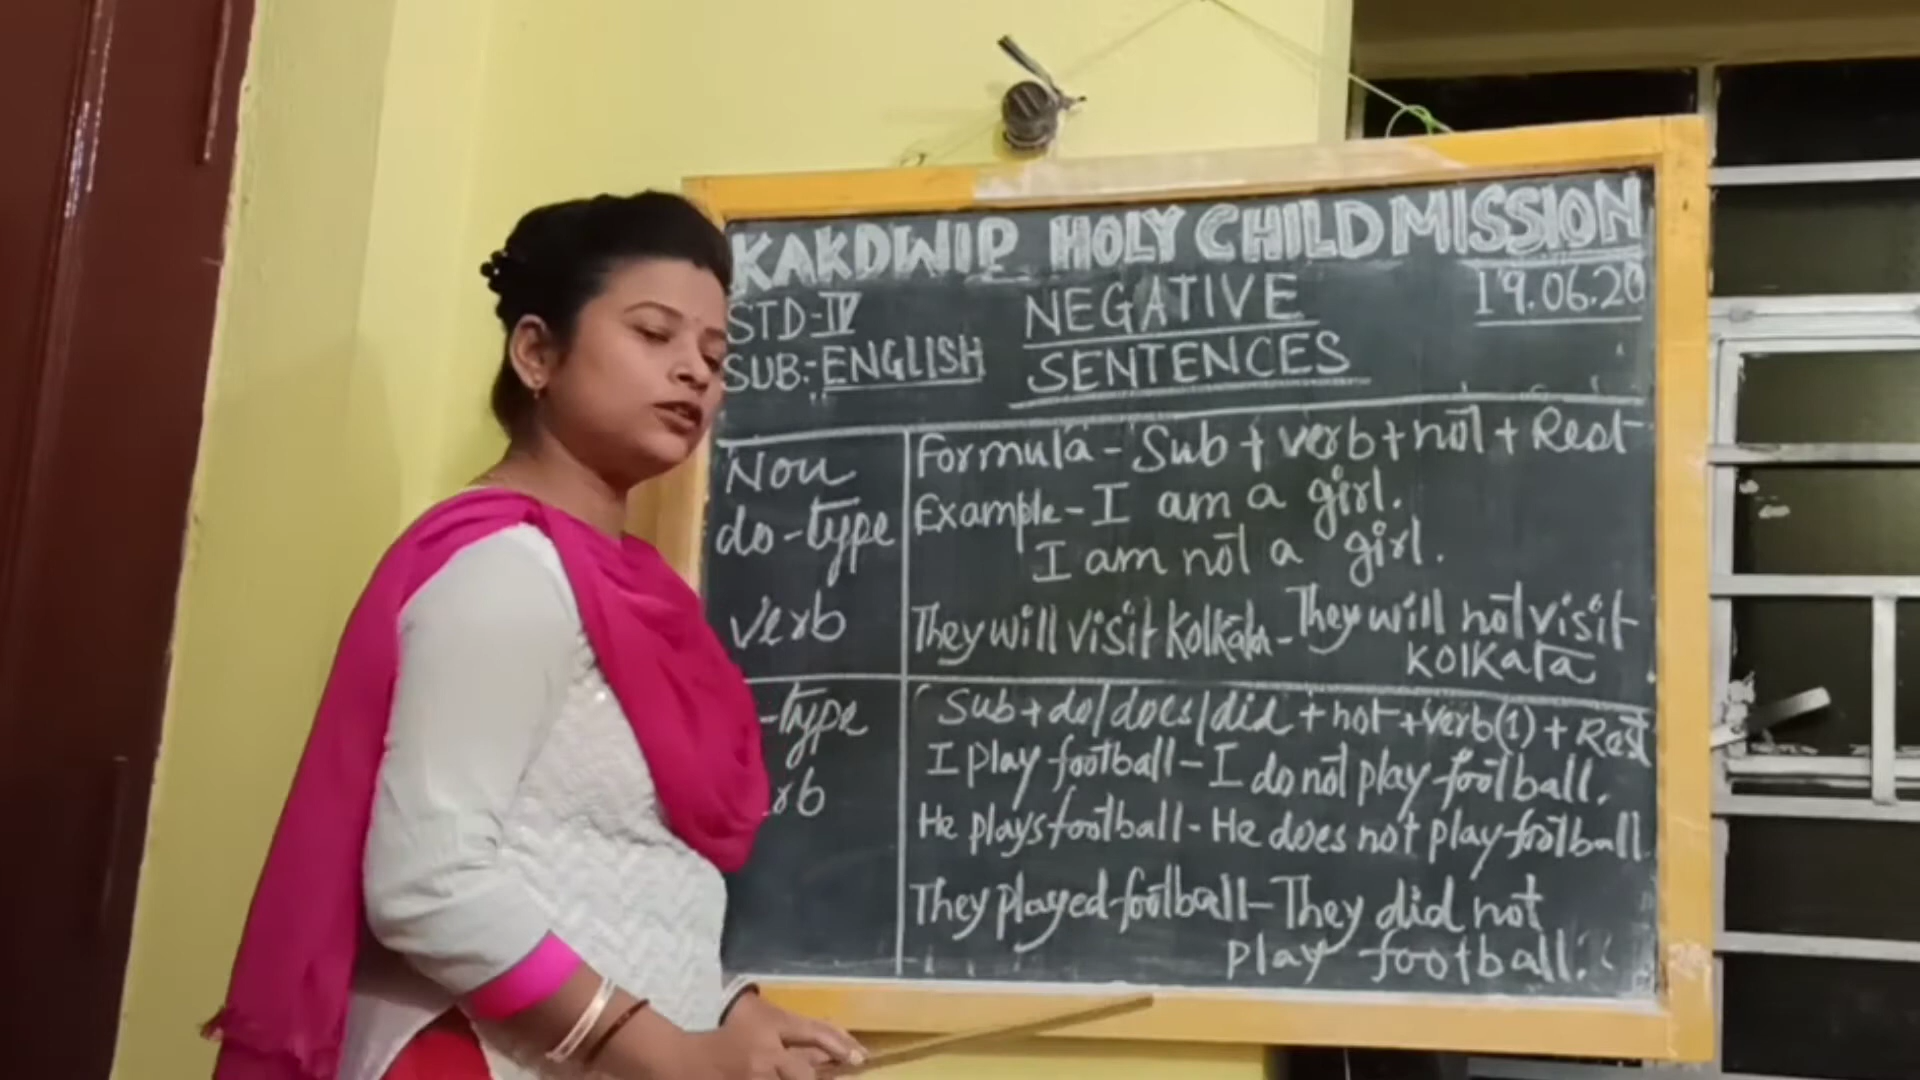 KAKDWIP HOLY CHILD MISSION
STD-IV
NEGATIVE
19.06.20
SUB:-ENGLISH
SENTENCES
Non
do-type
verb
Formula - Sub + verb + not + Rest
Example - I am a girl.
I am not a girl.
They will visit Kolkata - They will not visit
Kolkata
-type
rb
Sub + do/does/did + not + verb(1) + Rest
I play football - I do not play football.
He plays football - He does not play football
They played football - They did not
play football.